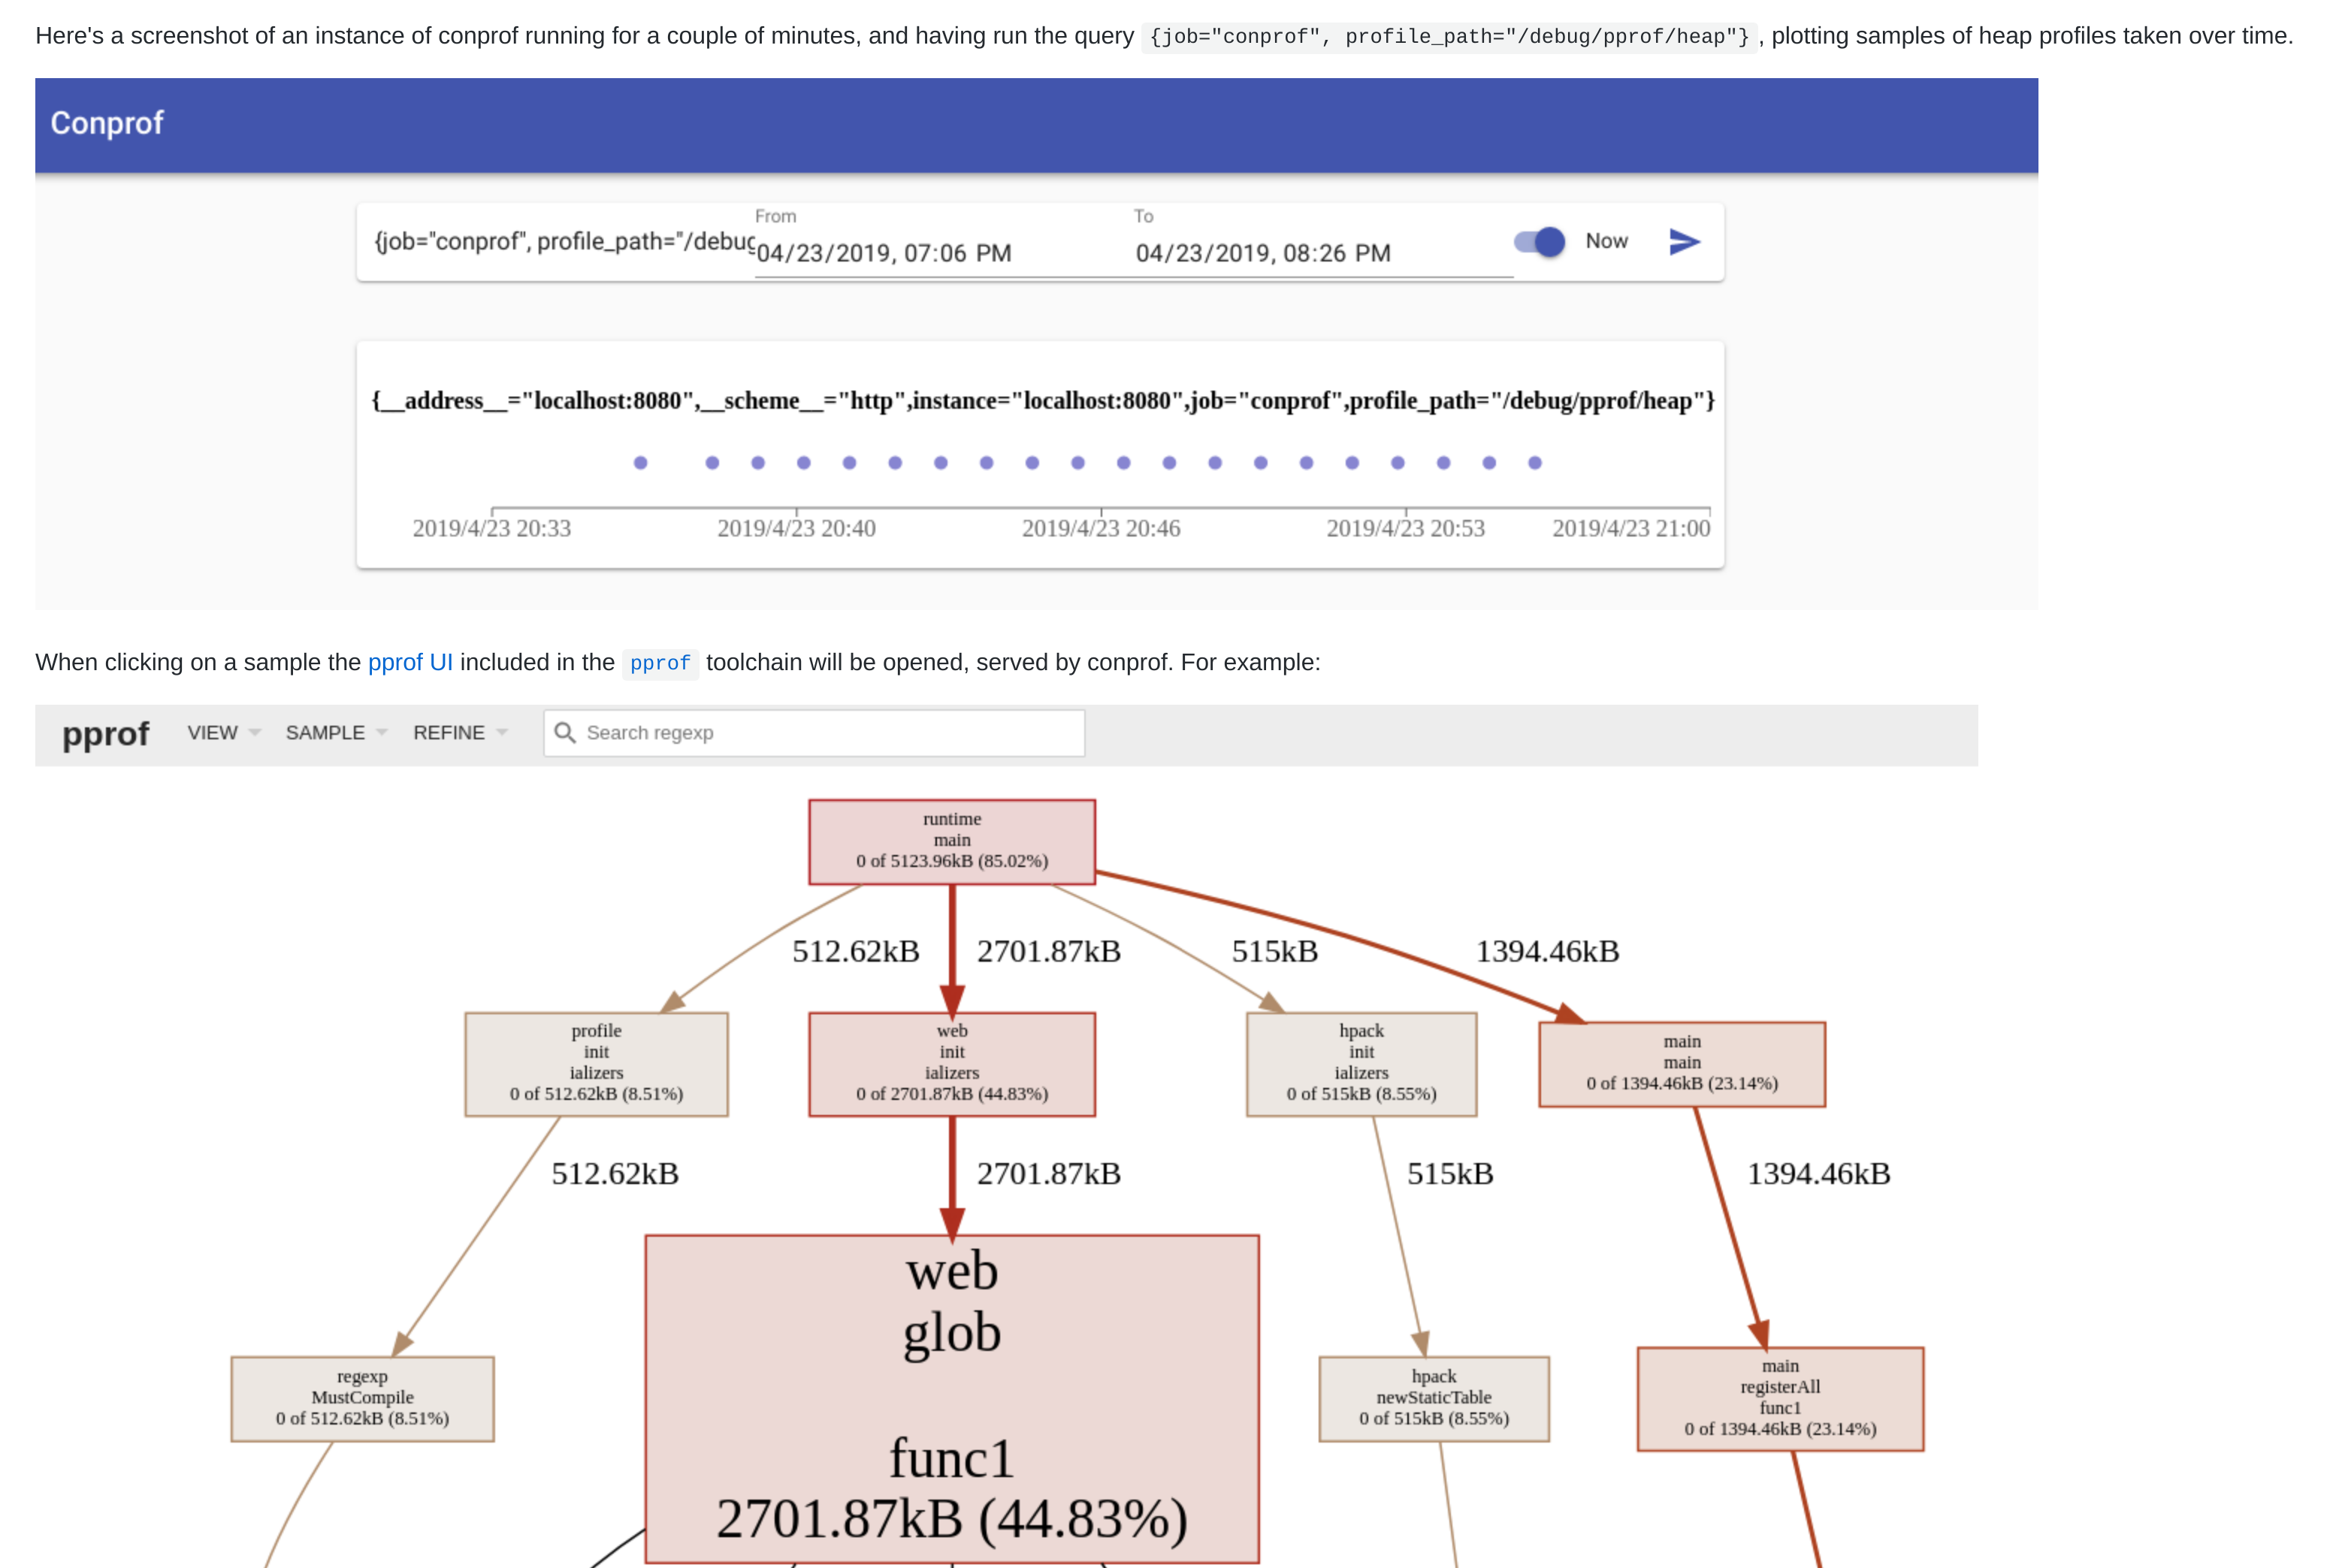 Here's a screenshot of an instance of conprof running for a couple of minutes, and having run the query {job="conprof", profile_path="/debug/pprof/heap"} , plotting samples of heap profiles taken over time.
Conprof
From
To
{job="conprof", profile_path="/debug
04/23/2019, 07:06 PM
04/23/2019, 08:26 PM
Now
{__address__="localhost:8080",__scheme__="http",instance="localhost:8080",job="conprof",profile_path="/debug/pprof/heap"}
2019/4/23 20:33
2019/4/23 20:40
2019/4/23 20:46
2019/4/23 20:53
2019/4/23 21:00
When clicking on a sample the pprof UI included in the pprof toolchain will be opened, served by conprof. For example:
pprof
VIEW
SAMPLE
REFINE
Search regexp
runtime
main
0 of 5123.96kB (85.02%)
512.62kB
2701.87kB
515kB
1394.46kB
profile
init
ializers
0 of 512.62kB (8.51%)
web
init
ializers
0 of 2701.87kB (44.83%)
hpack
init
ializers
0 of 515kB (8.55%)
main
main
0 of 1394.46kB (23.14%)
512.62kB
2701.87kB
515kB
1394.46kB
web
glob
func1
2701.87kB (44.83%)
regexp
MustCompile
0 of 512.62kB (8.51%)
hpack
newStaticTable
0 of 515kB (8.55%)
main
registerAll
func1
0 of 1394.46kB (23.14%)